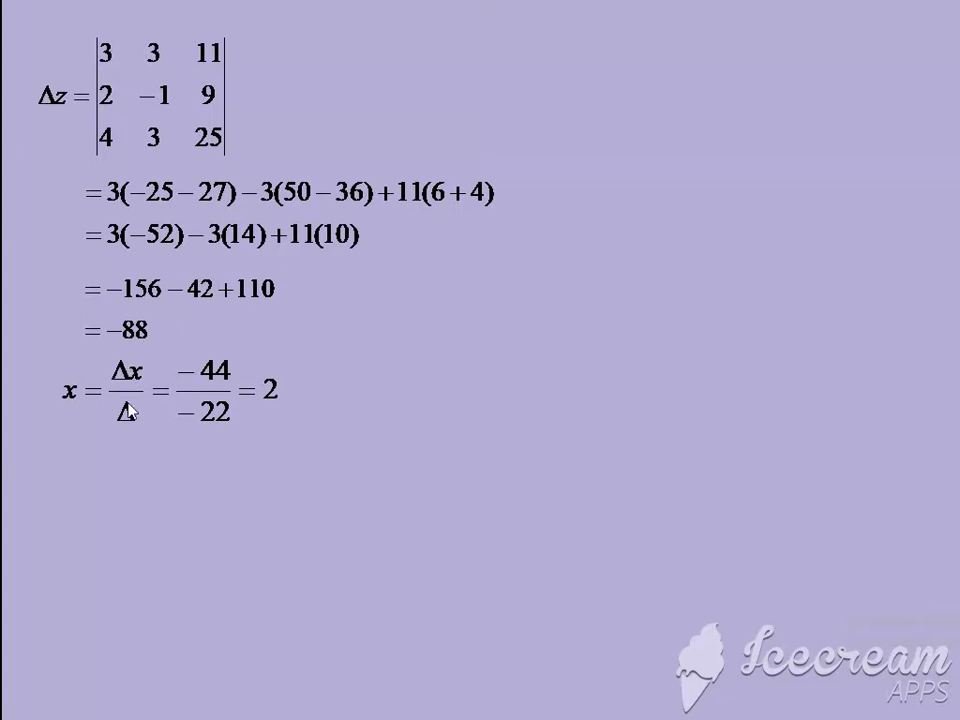 Δz = | 3 3 11 |
| 2 −1 9 |
| 4 3 25 |
= 3(−25 − 27) − 3(50 − 36) + 11(6 + 4)
= 3(−52) − 3(14) + 11(10)
= −156 − 42 + 110
= −88
x = Δx/Δ = −44/−22 = 2
Icecream
APPS